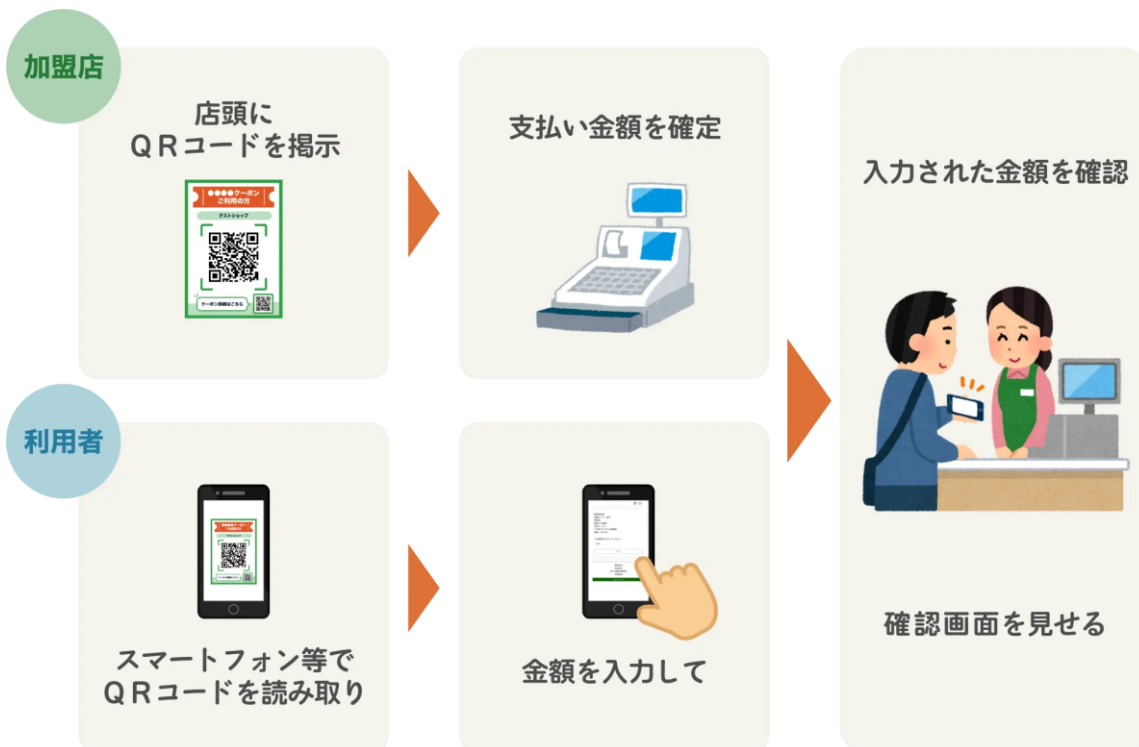 加盟店
店頭に
QRコードを掲示
●●●●クーポン
ご利用の方
テストショップ
クーポン詳細はこちら
支払い金額を確定
入力された金額を確認
利用者
スマートフォン等で
QRコードを読み取り
金額を入力して
確認画面を見せる